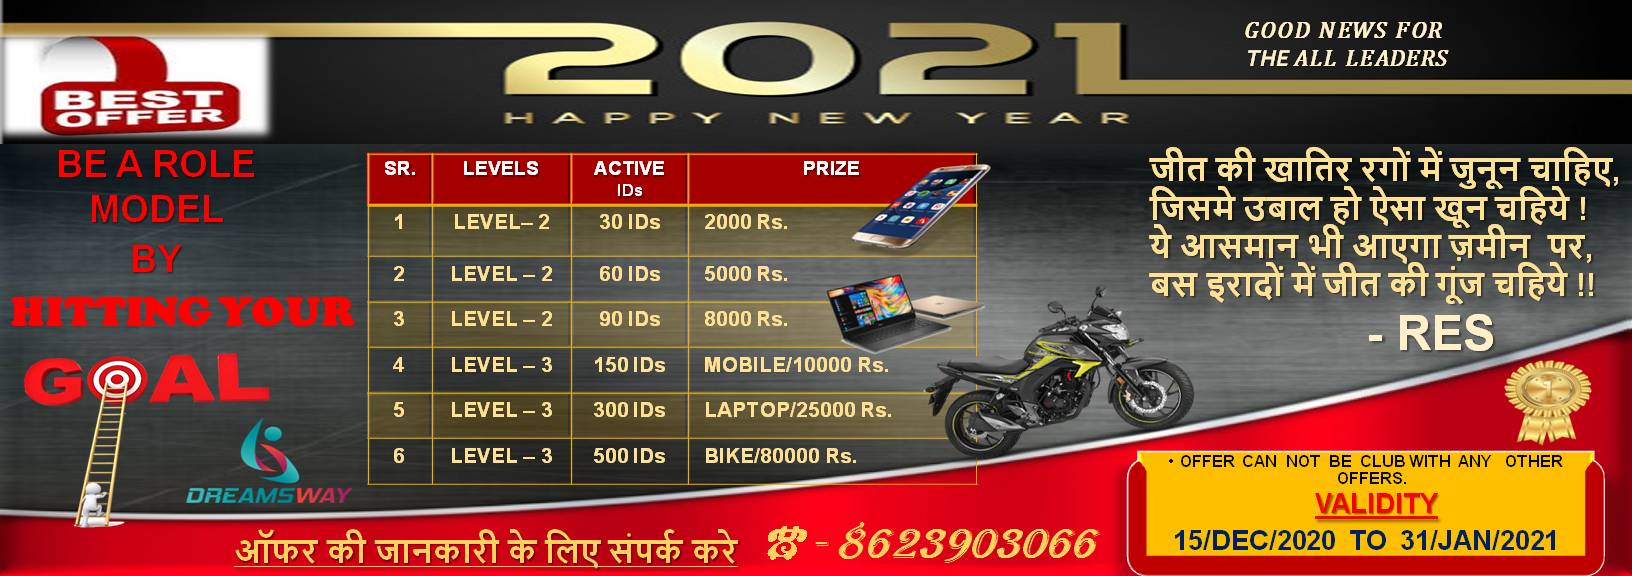 2021
HAPPY NEW YEAR
GOOD NEWS FOR
THE ALL LEADERS
BEST
OFFER
BE A ROLE
MODEL
BY
HITTING YOUR
GOAL
DREAMSWAY
SR. LEVELS ACTIVE IDs PRIZE
1 LEVEL– 2 30 IDs 2000 Rs.
2 LEVEL – 2 60 IDs 5000 Rs.
3 LEVEL – 2 90 IDs 8000 Rs.
4 LEVEL – 3 150 IDs MOBILE/10000 Rs.
5 LEVEL – 3 300 IDs LAPTOP/25000 Rs.
6 LEVEL – 3 500 IDs BIKE/80000 Rs.
जीत की खातिर रगों में जुनून चाहिए,
जिसमे उबाल हो ऐसा खून चहिये !
ये आसमान भी आएगा ज़मीन पर,
बस इरादों में जीत की गूंज चहिये !!
- RES
• OFFER CAN NOT BE CLUB WITH ANY OTHER
OFFERS.
VALIDITY
15/DEC/2020 TO 31/JAN/2021
ऑफर की जानकारी के लिए संपर्क करे ☎ - 8623903066